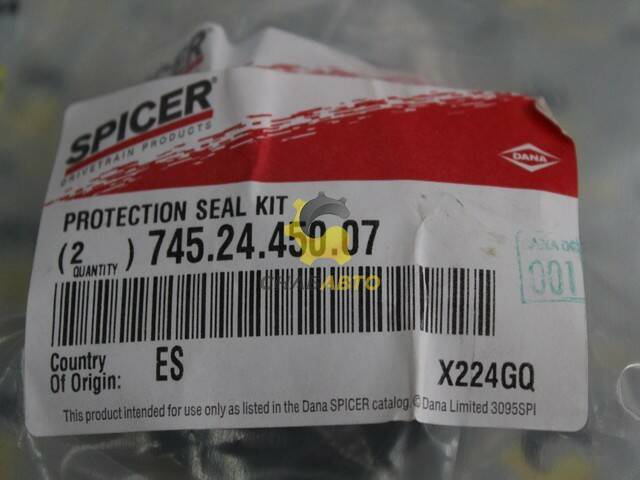 SPICER®
DRIVETRAIN PRODUCTS
DANA
PROTECTION SEAL KIT
(2 QUANTITY) 745.24.450.07
СНАБАВТО
001
Country Of Origin: ES
X224GQ
This product intended for use only as listed in the Dana SPICER catalog. © Dana Limited 3095SPI